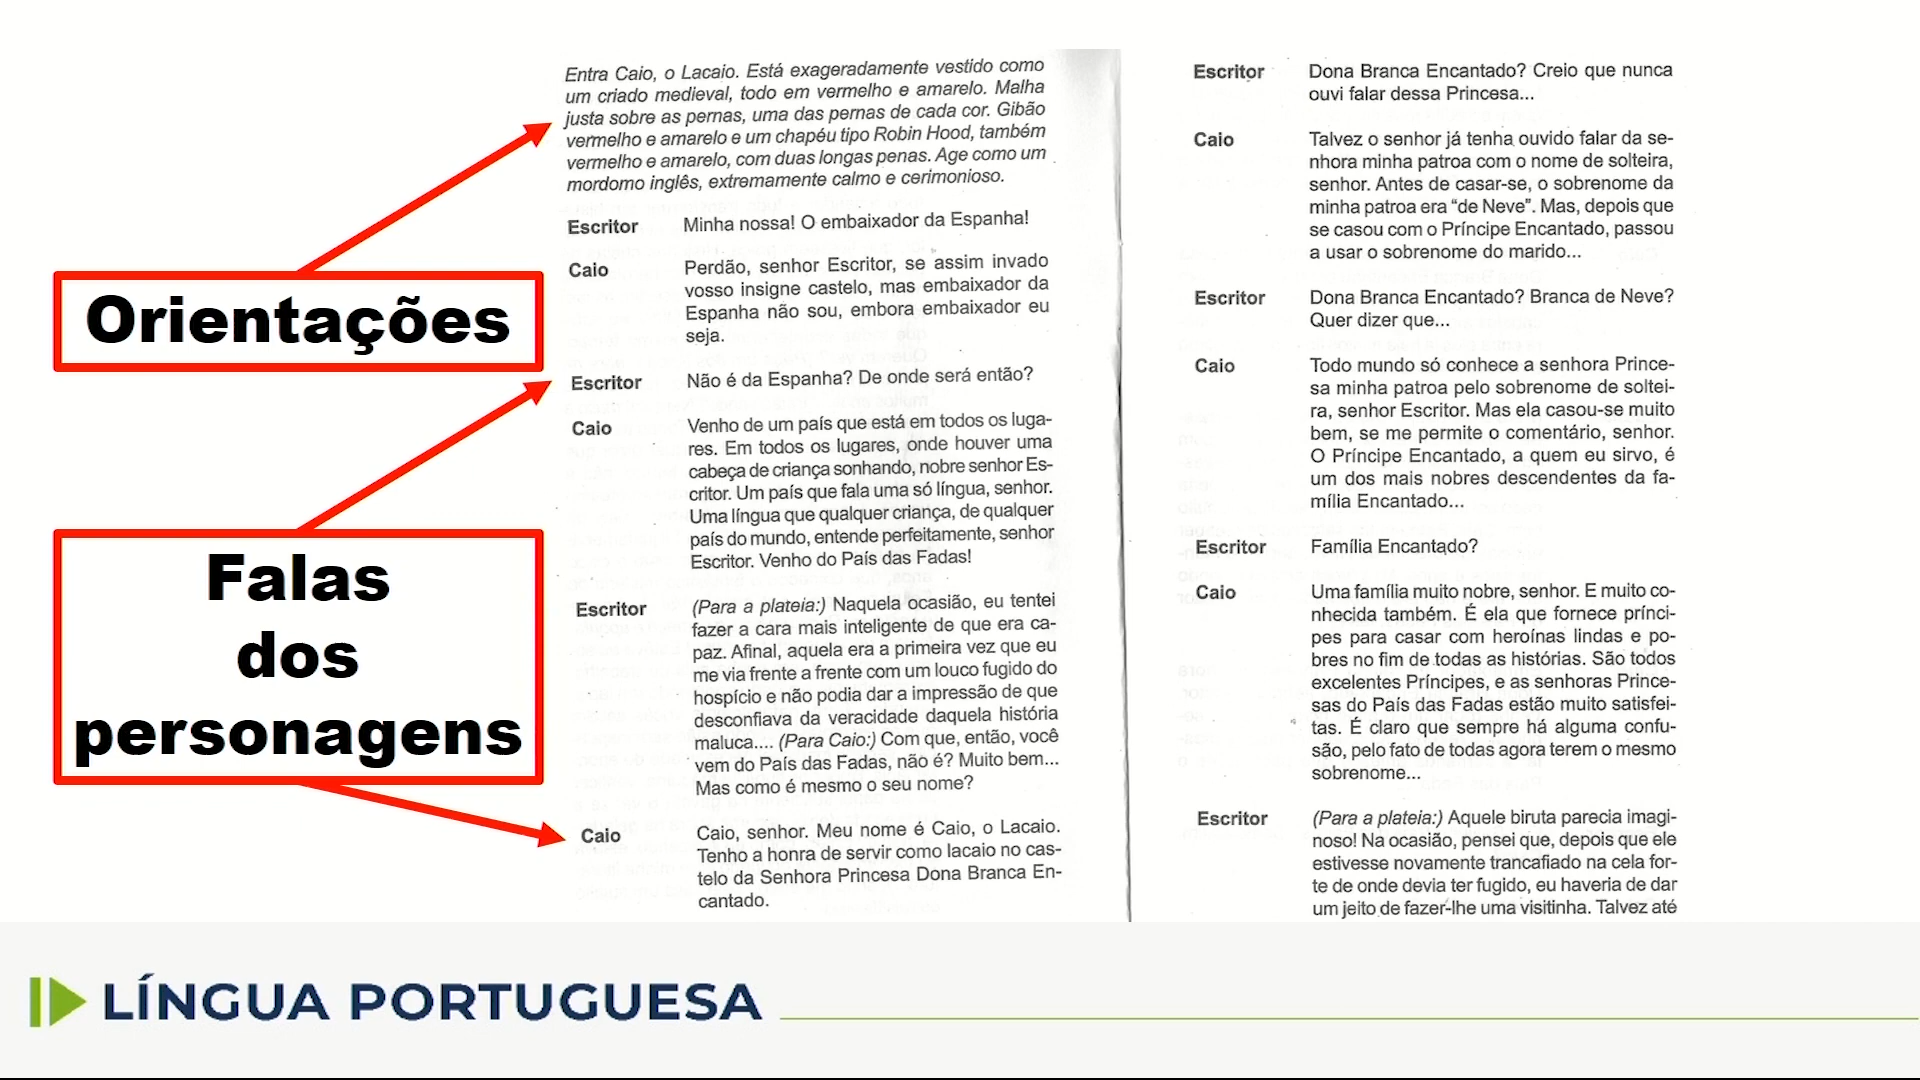 Orientações
Falas
dos
personagens
Entra Caio, o Lacaio. Está exageradamente vestido como
um criado medieval, todo em vermelho e amarelo. Malha
justa sobre as pernas, uma das pernas de cada cor. Gibão
vermelho e amarelo e um chapéu tipo Robin Hood, também
vermelho e amarelo, com duas longas penas. Age como um
mordomo inglês, extremamente calmo e cerimonioso.
Escritor Minha nossa! O embaixador da Espanha!
Caio Perdão, senhor Escritor, se assim invado
vosso insigne castelo, mas embaixador da
Espanha não sou, embora embaixador eu
seja.
Escritor Não é da Espanha? De onde será então?
Caio Venho de um país que está em todos os luga-
res. Em todos os lugares, onde houver uma
cabeça de criança sonhando, nobre senhor Es-
critor. Um país que fala uma só língua, senhor.
Uma língua que qualquer criança, de qualquer
país do mundo, entende perfeitamente, senhor
Escritor. Venho do País das Fadas!
Escritor (Para a plateia:) Naquela ocasião, eu tentei
fazer a cara mais inteligente de que era ca-
paz. Afinal, aquela era a primeira vez que eu
me via frente a frente com um louco fugido do
hospício e não podia dar a impressão de que
desconfiava da veracidade daquela história
maluca.... (Para Caio:) Com que, então, você
vem do País das Fadas, não é? Muito bem...
Mas como é mesmo o seu nome?
Caio Caio, senhor. Meu nome é Caio, o Lacaio.
Tenho a honra de servir como lacaio no cas-
telo da Senhora Princesa Dona Branca En-
cantado.
Escritor Dona Branca Encantado? Creio que nunca
ouvi falar dessa Princesa...
Caio Talvez o senhor já tenha ouvido falar da se-
nhora minha patroa com o nome de solteira,
senhor. Antes de casar-se, o sobrenome da
minha patroa era “de Neve”. Mas, depois que
se casou com o Príncipe Encantado, passou
a usar o sobrenome do marido...
Escritor Dona Branca Encantado? Branca de Neve?
Quer dizer que...
Caio Todo mundo só conhece a senhora Prince-
sa minha patroa pelo sobrenome de soltei-
ra, senhor Escritor. Mas ela casou-se muito
bem, se me permite o comentário, senhor.
O Príncipe Encantado, a quem eu sirvo, é
um dos mais nobres descendentes da fa-
mília Encantado...
Escritor Família Encantado?
Caio Uma família muito nobre, senhor. E muito co-
nhecida também. É ela que fornece prínci-
pes para casar com heroínas lindas e po-
bres no fim de todas as histórias. São todos
excelentes Príncipes, e as senhoras Prince-
sas do País das Fadas estão muito satisfei-
tas. É claro que sempre há alguma confu-
são, pelo fato de todas agora terem o mesmo
sobrenome...
Escritor (Para a plateia:) Aquele biruta parecia imagi-
noso! Na ocasião, pensei que, depois que ele
estivesse novamente trancafiado na cela for-
te de onde devia ter fugido, eu haveria de dar
um jeito de fazer-lhe uma visitinha. Talvez até
LÍNGUA PORTUGUESA